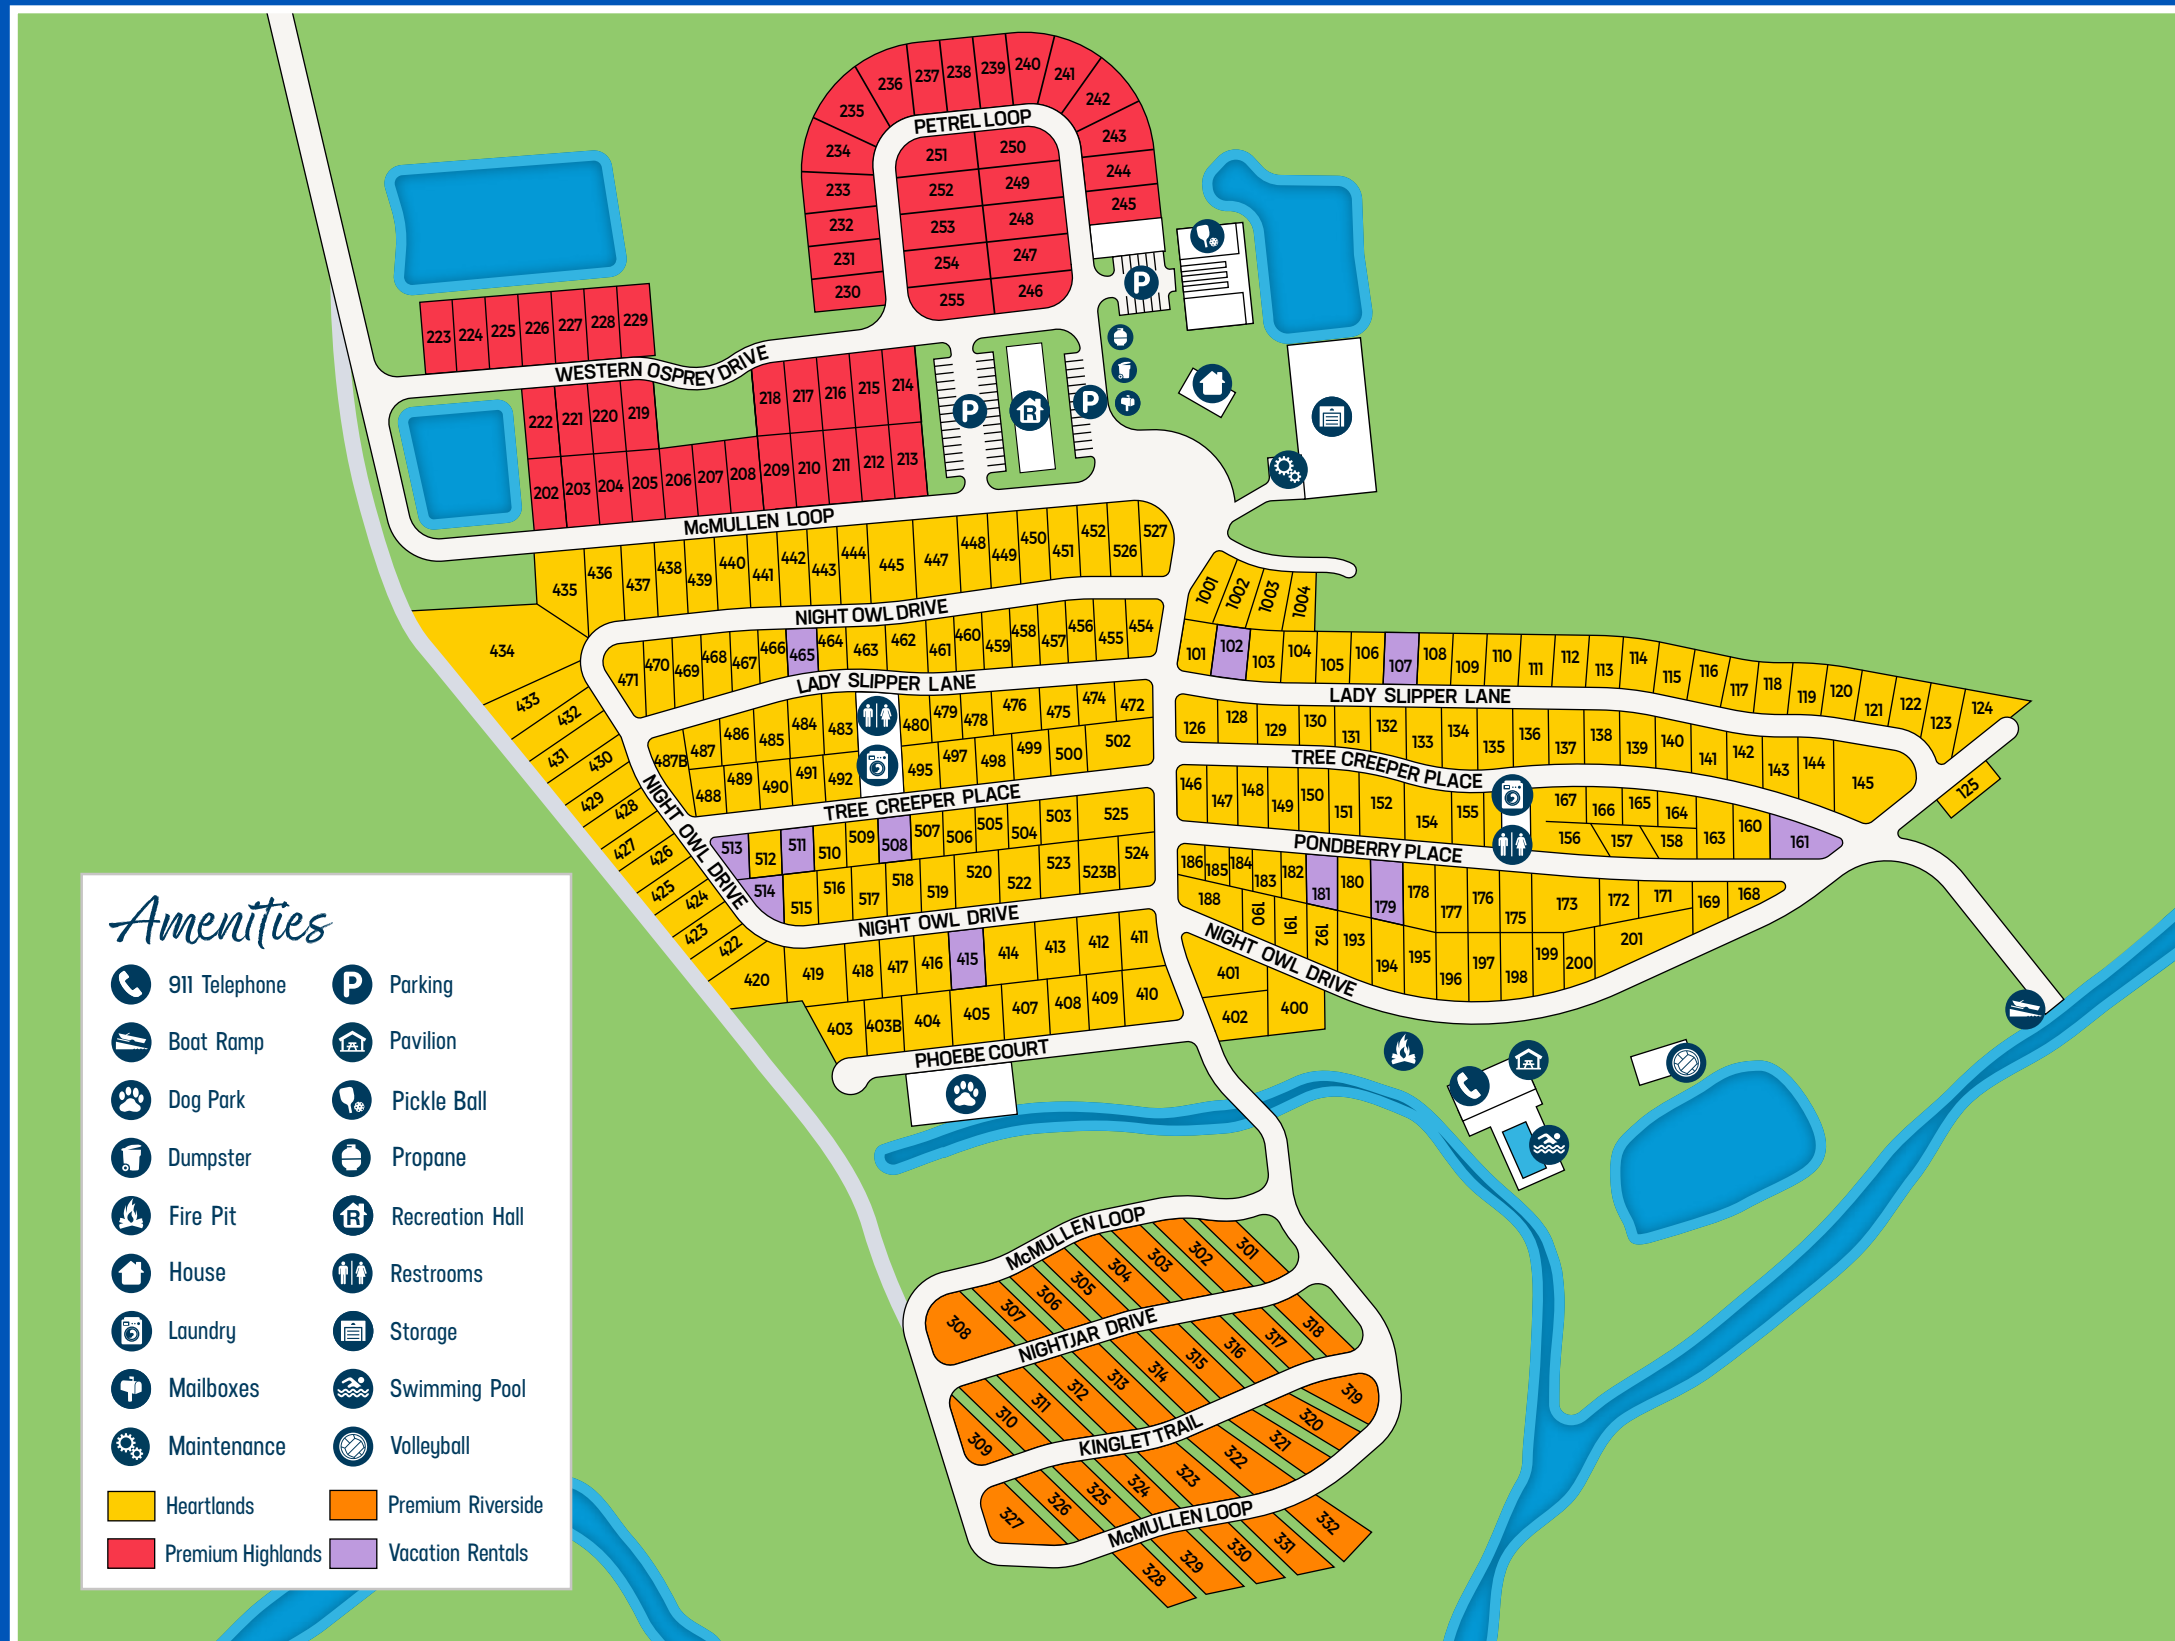 236 237 238 239 240 241
235 242
PETREL LOOP
234 251 250 243
233 252 249 244
232 253 248 245
231 254 247
230 255 246
P
223 224 225 226 227 228 229
WESTERN OSPREY DRIVE
222 221 220 219 218 217 216 215 214
P R P
202 203 204 205 206 207 208 209 210 211 212 213
McMULLEN LOOP
435 436 437 438 439 440 441 442 443 444 445 447 448 449 450 451 452 526 527
1001 1002 1003 1004
NIGHT OWL DRIVE
434 471 470 469 468 467 466 465 464 463 462 461 460 459 458 457 456 455 454
101 102 103 104 105 106 107 108 109 110 111 112 113 114 115 116 117 118 119 120 121 122 123 124
LADY SLIPPER LANE
LADY SLIPPER LANE
433 432 431 430 429 428 427 426 425 424 423 422
487B 487 486 485 484 483 480 479 478 476 475 474 472
126 128 129 130 131 132 133 134 135 136 137 138 139 140 141 142 143 144 145
488 489 490 491 492 495 497 498 499 500 502
TREE CREEPER PLACE
125
NIGHT OWL DRIVE
TREE CREEPER PLACE
146 147 148 149 150 151 152 154 155 167 166 165 164 163 160 161
156 157 158
513 512 511 510 509 508 507 506 505 504 503 525
PONDBERRY PLACE
514 515 516 517 518 519 520 522 523 523B 524
186 185 184 183 182 181 180 179 178 177 176 175 173 172 171 169 168
188 190 191 192 193 194 195 196 197 198 199 200 201
NIGHT OWL DRIVE
NIGHT OWL DRIVE
420 419 418 417 416 415 414 413 412 411
401 400 402
403 403B 404 405 407 408 409 410
PHOEBE COURT
McMULLEN LOOP
308 307 306 305 304 303 302 301
NIGHTJAR DRIVE
309 310 311 312 313 314 315 316 317 318
KINGLET TRAIL
327 326 325 324 323 322 321 320 319
McMULLEN LOOP
328 329 330 331 332
Amenities
911 Telephone
Boat Ramp
Dog Park
Dumpster
Fire Pit
House
Laundry
Mailboxes
Maintenance
P Parking
Pavilion
Pickle Ball
Propane
R Recreation Hall
Restrooms
Storage
Swimming Pool
Volleyball
Heartlands
Premium Riverside
Premium Highlands
Vacation Rentals